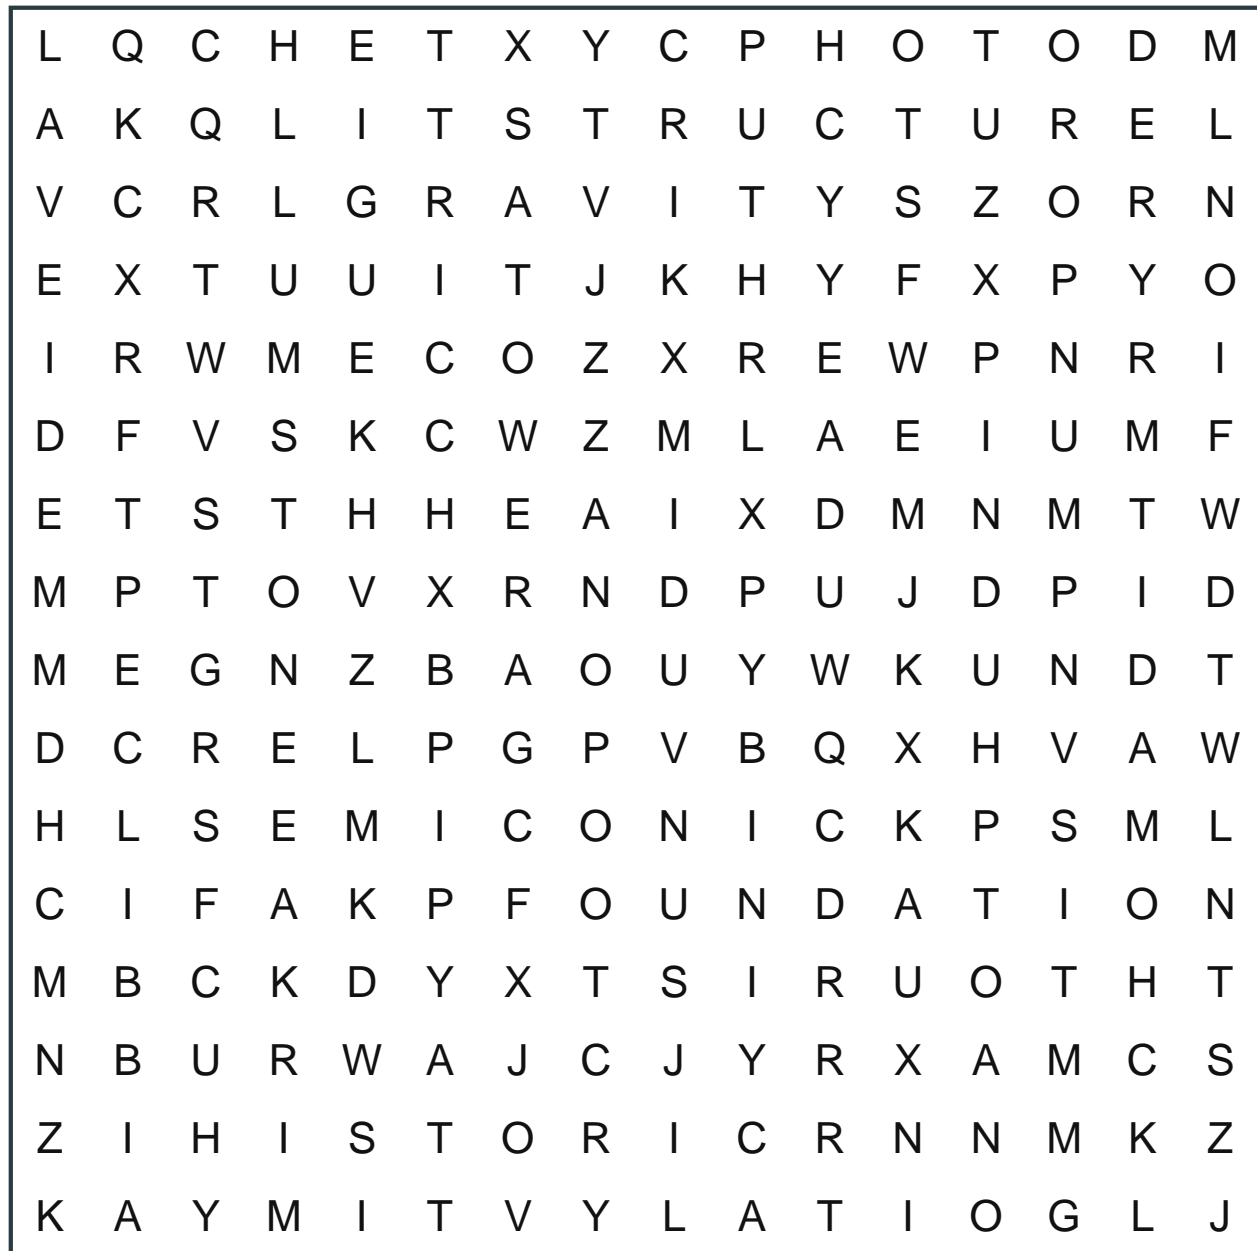 L Q C H E T X Y C P H O T O D M
A K Q L I T S T R U C T U R E L
V C R L G R A V I T Y S Z O R N
E X T U U I T J K H Y F X P Y O
I R W M E C O Z X R E W P N R I
D F V S K C W Z M L A E I U M F
E T S T H H E A I X D M N M T W
M P T O V X R N D P U J D P I D
M E G N Z B A O U Y W K U N D T
D C R E L P G P V B Q X H V A W
H L S E M I C O N I C K P S M L
C I F A K P F O U N D A T I O N
M B C K D Y X T S I R U O T H T
N B U R W A J C J Y R X A M C S
Z I H I S T O R I C R N N M K Z
K A Y M I T V Y L A T I O G L J